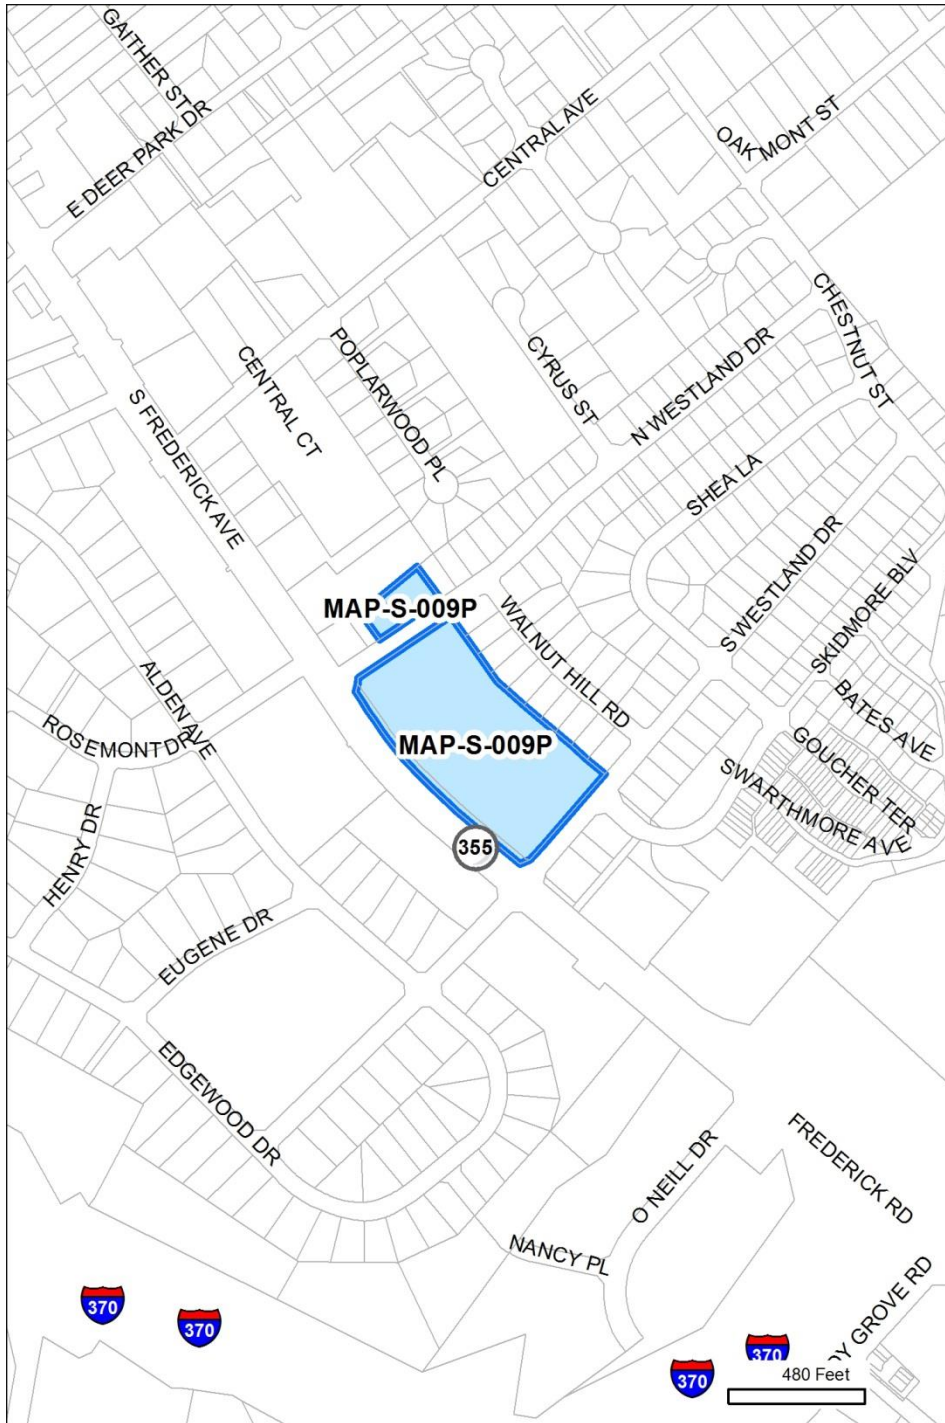 GAITHER ST
E DEER PARK DR
CENTRAL AVE
OAK MONT ST
CHESTNUT ST
POPLARWOOD PL
CENTRAL CT
CYRUS ST
N WESTLAND DR
S FREDERICK AVE
SHEA LA
S WESTLAND DR
SKIDMORE BLV
MAP-S-009P
WALNUT HILL RD
ALDEN AVE
BATES AVE
ROSEMONT DR
MAP-S-009P
GOUCHER TER
SWARTHMORE AVE
HENRY DR
355
EUGENE DR
EDGEWOOD DR
O NEILL DR
FREDERICK RD
NANCY PL
GROVE RD
370
370
370
370
480 Feet